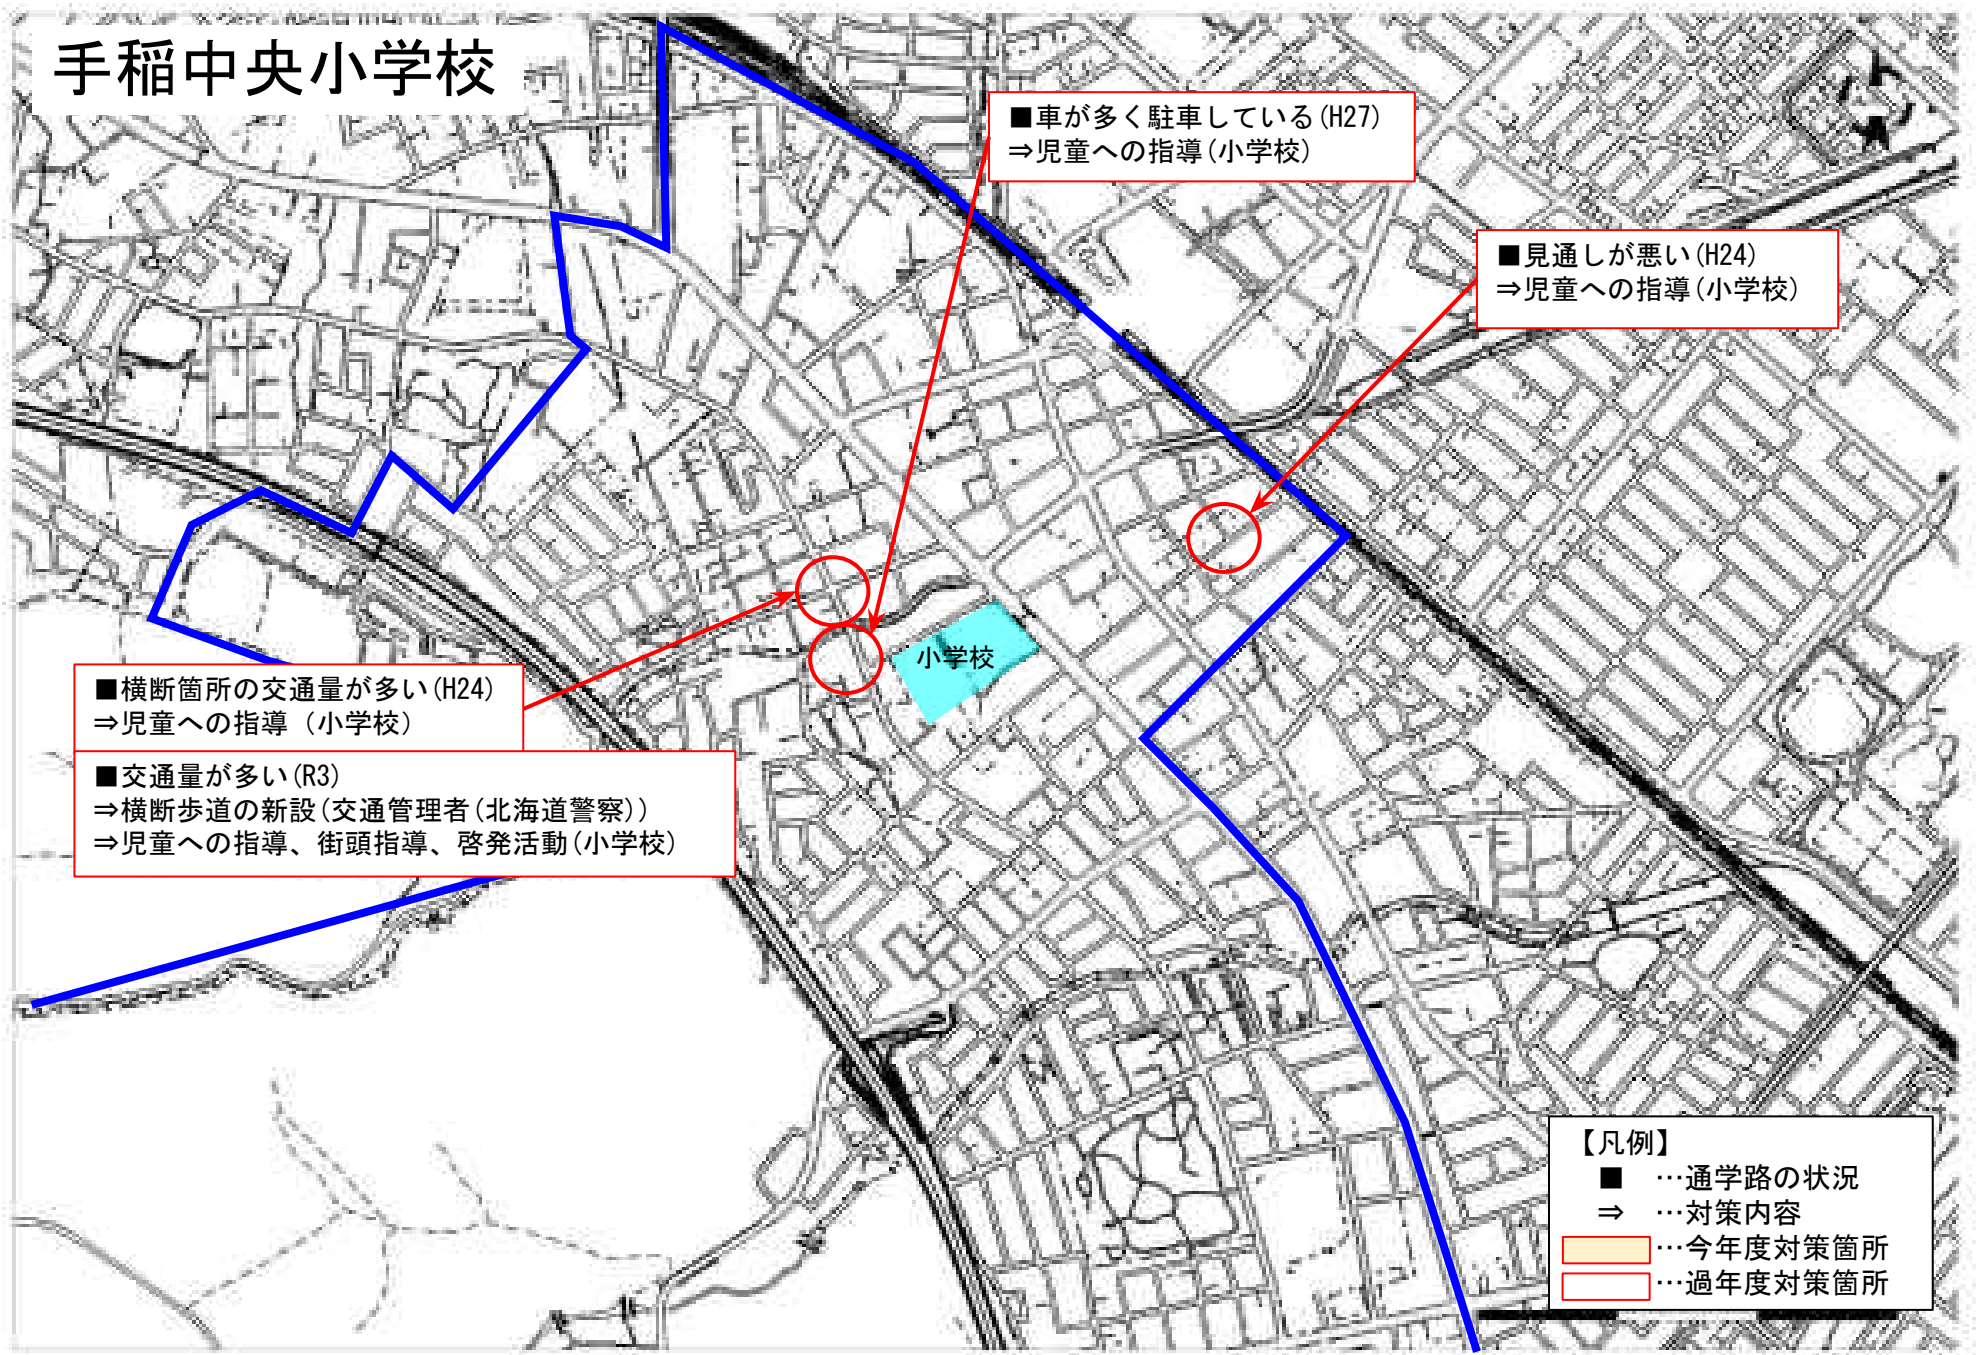 手稲中央小学校
■車が多く駐車している(H27)
⇒児童への指導(小学校)
■見通しが悪い(H24)
⇒児童への指導(小学校)
小学校
■横断箇所の交通量が多い(H24)
⇒児童への指導（小学校）
■交通量が多い(R3)
⇒横断歩道の新設(交通管理者(北海道警察))
⇒児童への指導、街頭指導、啓発活動(小学校)
【凡例】
■ …通学路の状況
⇒ …対策内容
…今年度対策箇所
…過年度対策箇所